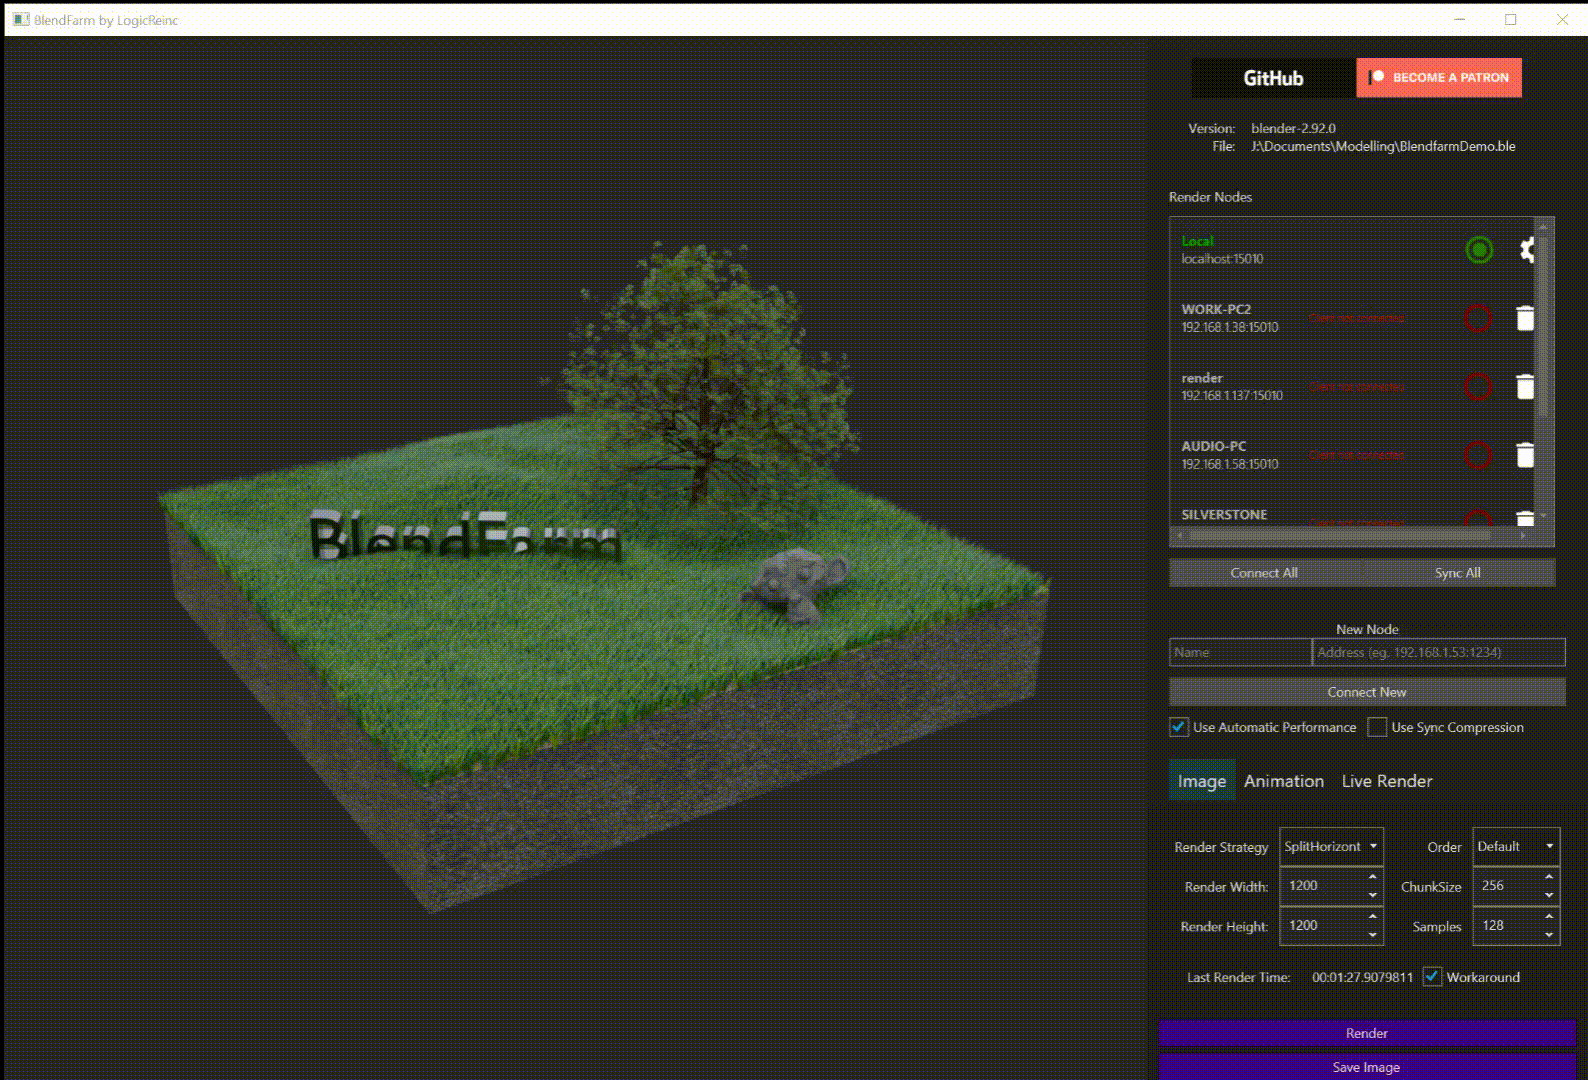 BlendFarm by LogicReinc
GitHub
BECOME A PATRON
Version: blender-2.92.0
File: J:\Documents\Modelling\BlendfarmDemo.ble
Render Nodes
Local
localhost:15010
WORK-PC2
192.168.1.38:15010
Client not connected
render
192.168.1.137:15010
Client not connected
AUDIO-PC
192.168.1.58:15010
Client not connected
SILVERSTONE
Client not connected
Connect All
Sync All
New Node
Name
Address (eg. 192.168.1.53:1234)
Connect New
Use Automatic Performance
Use Sync Compression
Image Animation Live Render
Render Strategy SplitHorizont Order Default
Render Width: 1200 ChunkSize 256
Render Height: 1200 Samples 128
Last Render Time: 00:01:27.9079811 Workaround
Render
Save Image
BlendFarm